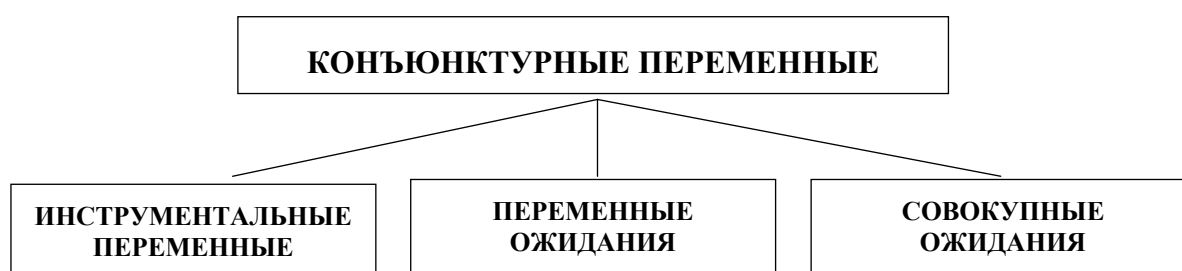 КОНЪЮНКТУРНЫЕ ПЕРЕМЕННЫЕ
ИНСТРУМЕНТАЛЬНЫЕ
ПЕРЕМЕННЫЕ
ПЕРЕМЕННЫЕ
ОЖИДАНИЯ
СОВОКУПНЫЕ
ОЖИДАНИЯ